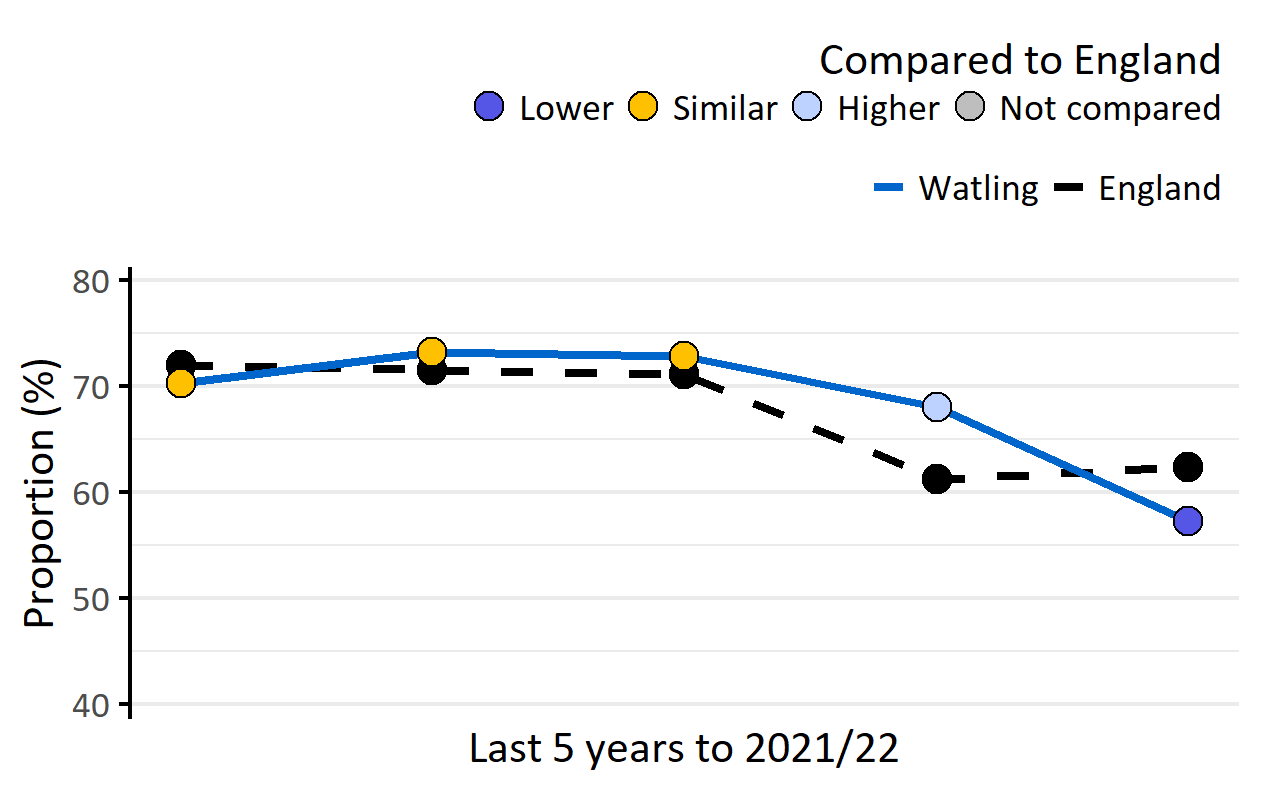 Compared to England
Lower Similar Higher Not compared
Watling England
80
70
60
50
40
Proportion (%)
Last 5 years to 2021/22